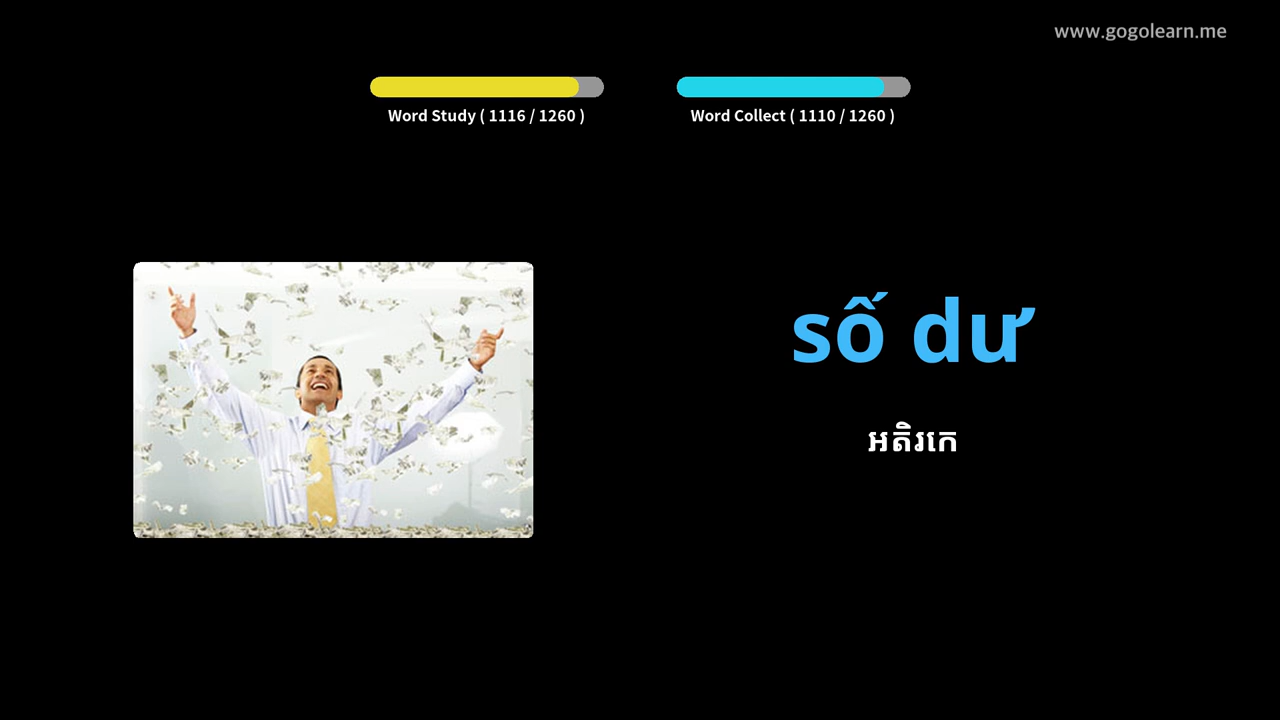 www.gogolearn.me
Word Study ( 1116 / 1260 )
Word Collect ( 1110 / 1260 )
số dư
អតិរកេ